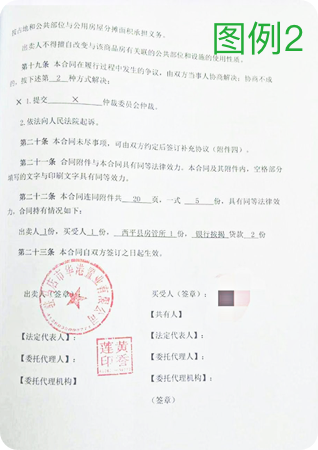 图例2
按占地和公共部位与公用房屋分摊面积承担义务。
出卖人不得擅自改变与该商品房有关联的公共部位和设施的使用性质。
第十九条 本合同在履行过程中发生的争议，由双方当事人协商解决；协商不成
的，按下述第 2 种方式解决：
× 1.提交 × 仲裁委员会仲裁。
2.依法向人民法院起诉。
第二十条 本合同未尽事项，可由双方约定后签订补充协议（附件四）。
第二十一条 合同附件与本合同具有同等法律效力。本合同及其附件内，空格部分
填写的文字与印刷文字具有同等效力。
第二十二条 本合同连同附件共 20 页，一式 5 份，具有同等法律效
力，合同持有情况如下：
出卖人 1份，买受人 1 份， 西平县房管所 1 份， 银行按揭 贷款 2 份
第二十三条 本合同自双方签订之日起生效。
出卖人（签章）：
买受人（签章）：
【共有人】
【法定代表人】：
【法定代表人】：
【委托代理人】：
【委托代理人】：
【委托代理机构】
【委托代理机构】：
（签章）
置业有限公司
黄香
莲印